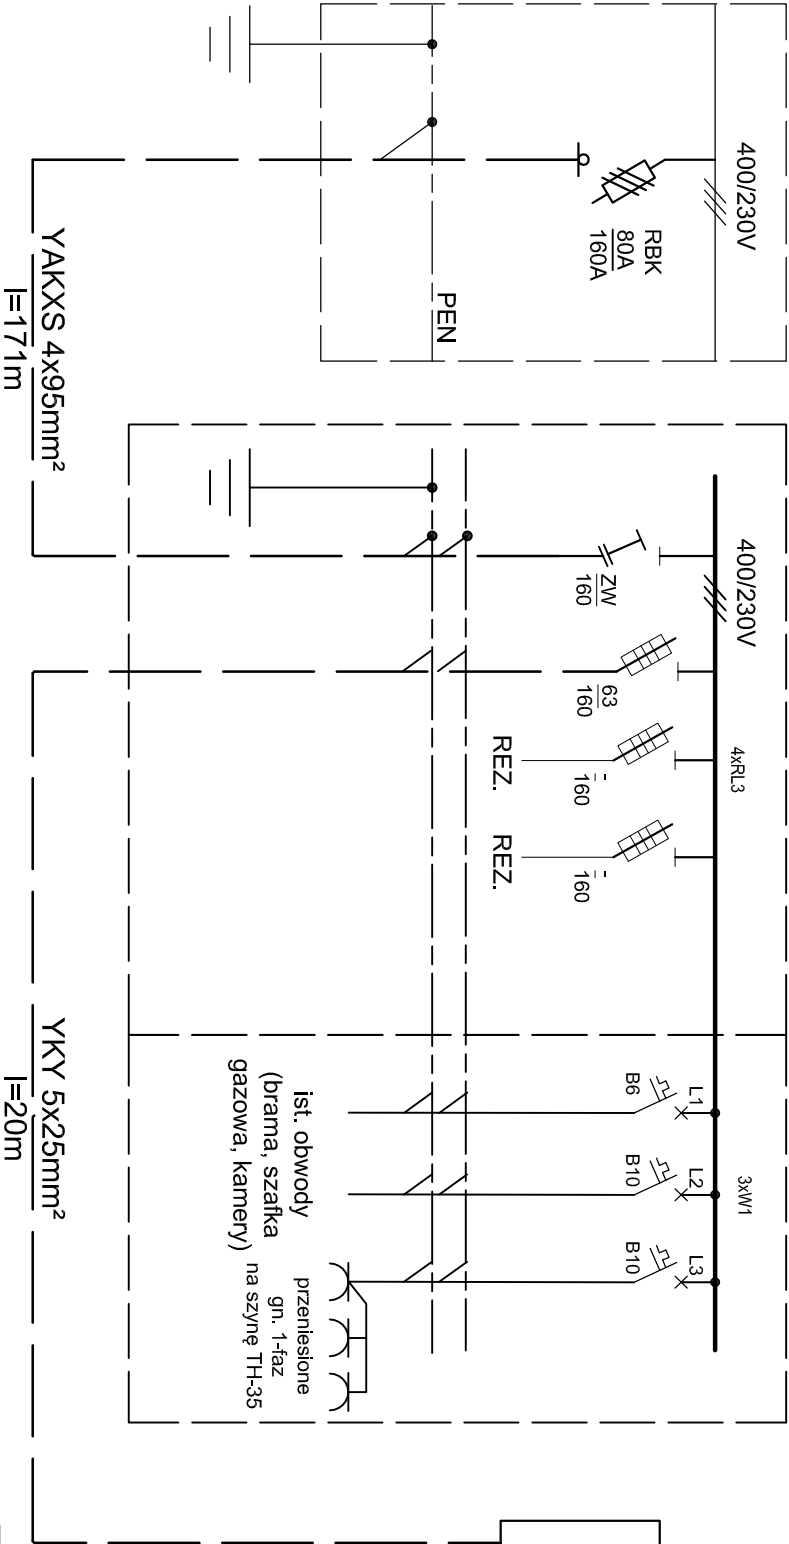 400/230V
RBK
80A
160A
PEN
YAKXS 4x95mm²
l=171m
400/230V
ZW
160
63
160
4xRL3
-
160
REZ.
-
160
REZ.
3xW1
L1
B6
L2
B10
L3
B10
ist. obwody
(brama, szafka
gazowa, kamery)
przeniesione
gn. 1-faz
na szynę TH-35
YKY 5x25mm²
l=20m